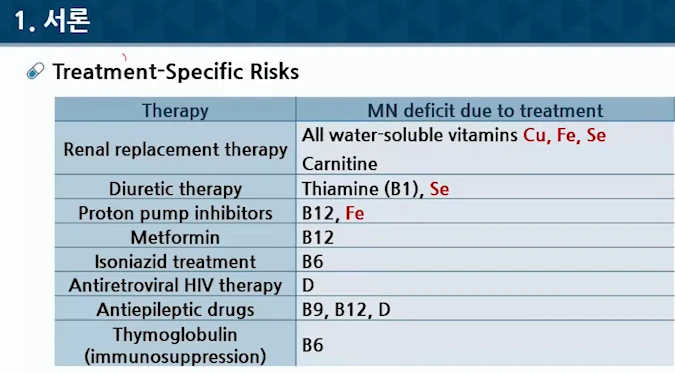 1. 서론
Treatment-Specific Risks
Therapy MN deficit due to treatment
Renal replacement therapy All water-soluble vitamins Cu, Fe, Se
Carnitine
Diuretic therapy Thiamine (B1), Se
Proton pump inhibitors B12, Fe
Metformin B12
Isoniazid treatment B6
Antiretroviral HIV therapy D
Antiepileptic drugs B9, B12, D
Thymoglobulin
(immunosuppression) B6